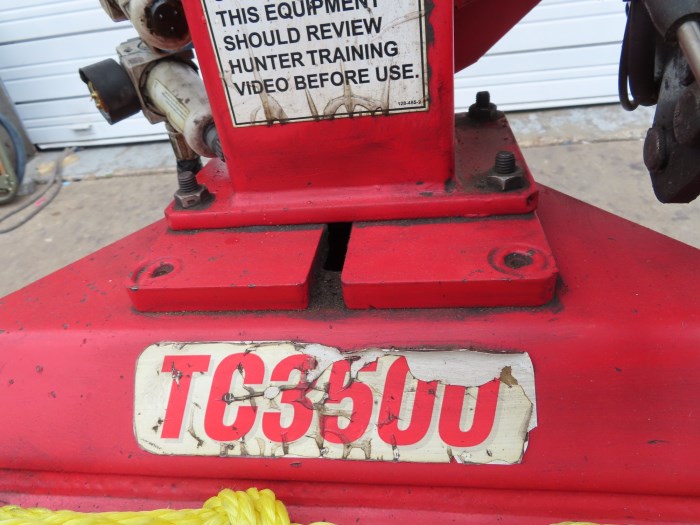 THIS EQUIPMENT
SHOULD REVIEW
HUNTER TRAINING
VIDEO BEFORE USE.
TC3500